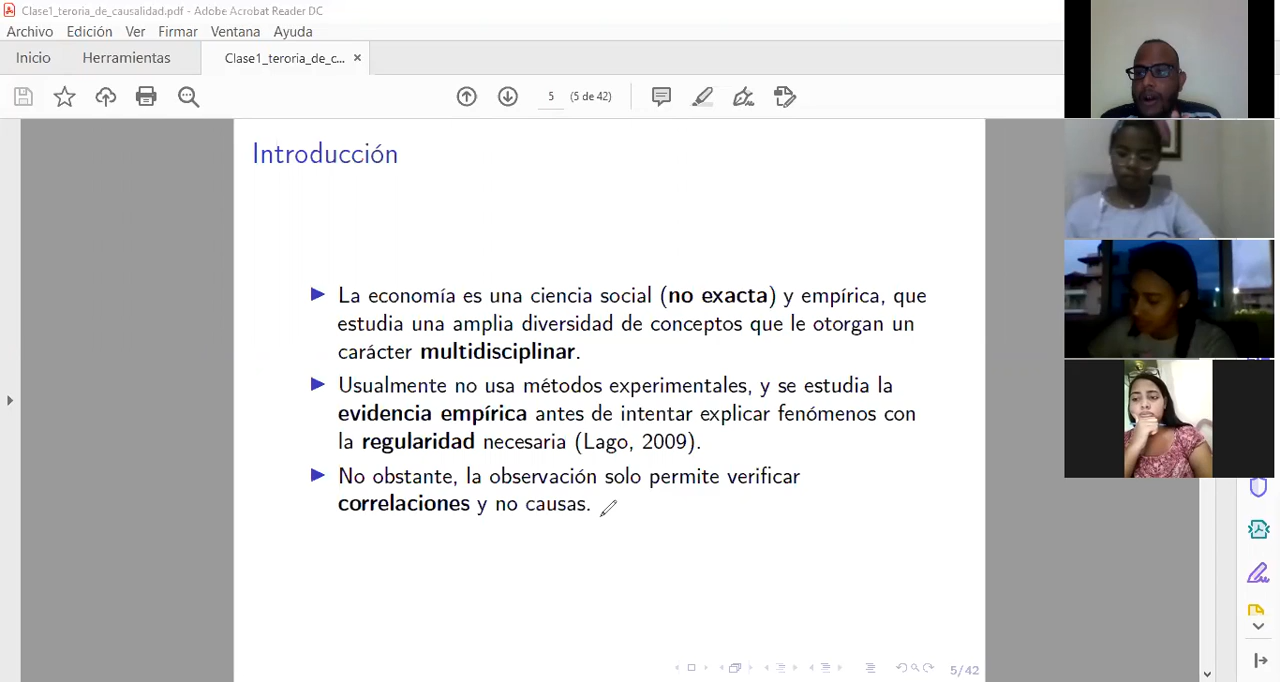 Clase1_teroria_de_causalidad.pdf - Adobe Acrobat Reader DC
Archivo Edición Ver Firmar Ventana Ayuda
Inicio Herramientas Clase1_teroria_de_c... ×
5 (5 de 42)
Introducción
La economía es una ciencia social (no exacta) y empírica, que
estudia una amplia diversidad de conceptos que le otorgan un
carácter multidisciplinar.
Usualmente no usa métodos experimentales, y se estudia la
evidencia empírica antes de intentar explicar fenómenos con
la regularidad necesaria (Lago, 2009).
No obstante, la observación solo permite verificar
correlaciones y no causas.
5/42